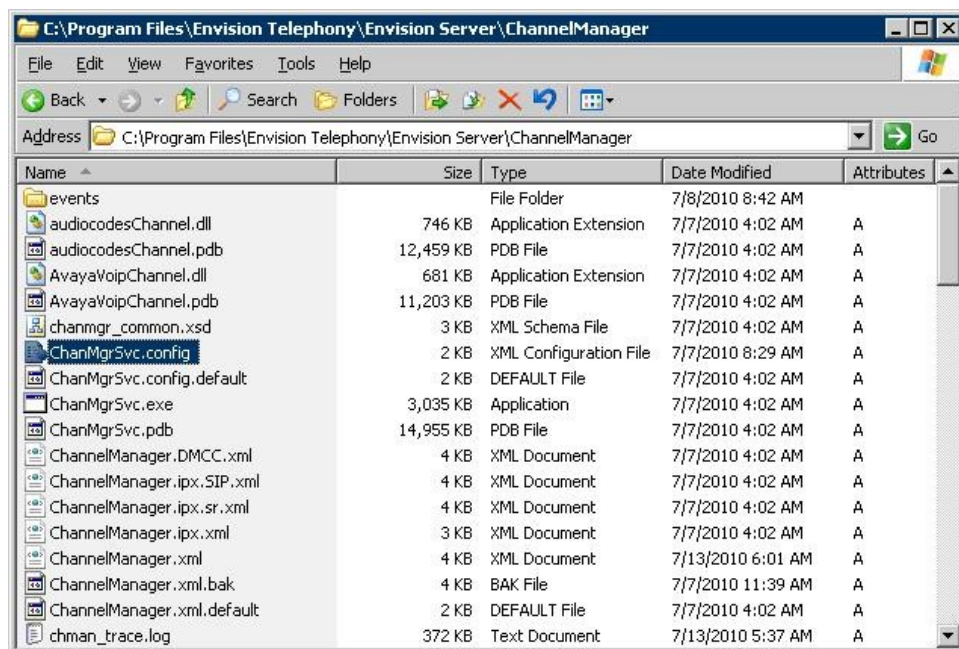 C:\Program Files\Envision Telephony\Envision Server\ChannelManager
File Edit View Favorites Tools Help
Back Search Folders
Address C:\Program Files\Envision Telephony\Envision Server\ChannelManager Go
Name Size Type Date Modified Attributes
events File Folder 7/8/2010 8:42 AM
audiocodesChannel.dll 746 KB Application Extension 7/7/2010 4:02 AM A
audiocodesChannel.pdb 12,459 KB PDB File 7/7/2010 4:02 AM A
AvayaVoipChannel.dll 681 KB Application Extension 7/7/2010 4:02 AM A
AvayaVoipChannel.pdb 11,203 KB PDB File 7/7/2010 4:02 AM A
chanmgr_common.xsd 3 KB XML Schema File 7/7/2010 4:02 AM A
ChanMgrSvc.config 2 KB XML Configuration File 7/7/2010 8:29 AM A
ChanMgrSvc.config.default 2 KB DEFAULT File 7/7/2010 4:02 AM A
ChanMgrSvc.exe 3,035 KB Application 7/7/2010 4:02 AM A
ChanMgrSvc.pdb 14,955 KB PDB File 7/7/2010 4:02 AM A
ChannelManager.DMCC.xml 4 KB XML Document 7/7/2010 4:02 AM A
ChannelManager.ipx.SIP.xml 4 KB XML Document 7/7/2010 4:02 AM A
ChannelManager.ipx.sr.xml 4 KB XML Document 7/7/2010 4:02 AM A
ChannelManager.ipx.xml 3 KB XML Document 7/7/2010 4:02 AM A
ChannelManager.xml 4 KB XML Document 7/13/2010 6:01 AM A
ChannelManager.xml.bak 4 KB BAK File 7/7/2010 11:39 AM A
ChannelManager.xml.default 2 KB DEFAULT File 7/7/2010 4:02 AM A
chman_trace.log 372 KB Text Document 7/13/2010 5:37 AM A